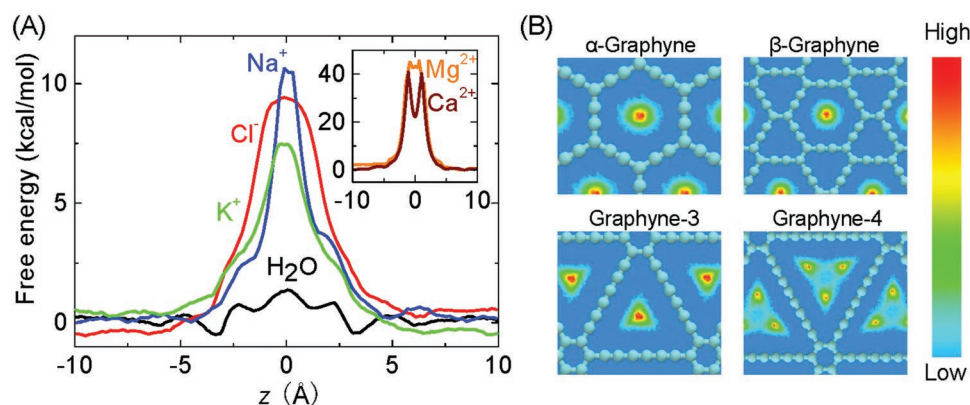 (A)
Free energy (kcal/mol)
10
5
0
-10
-5
0
5
10
z (Å)
Na⁺
Cl⁻
K⁺
H₂O
40
20
0
-10
0
10
Mg²⁺
Ca²⁺
(B)
α-Graphyne
β-Graphyne
Graphyne-3
Graphyne-4
High
Low